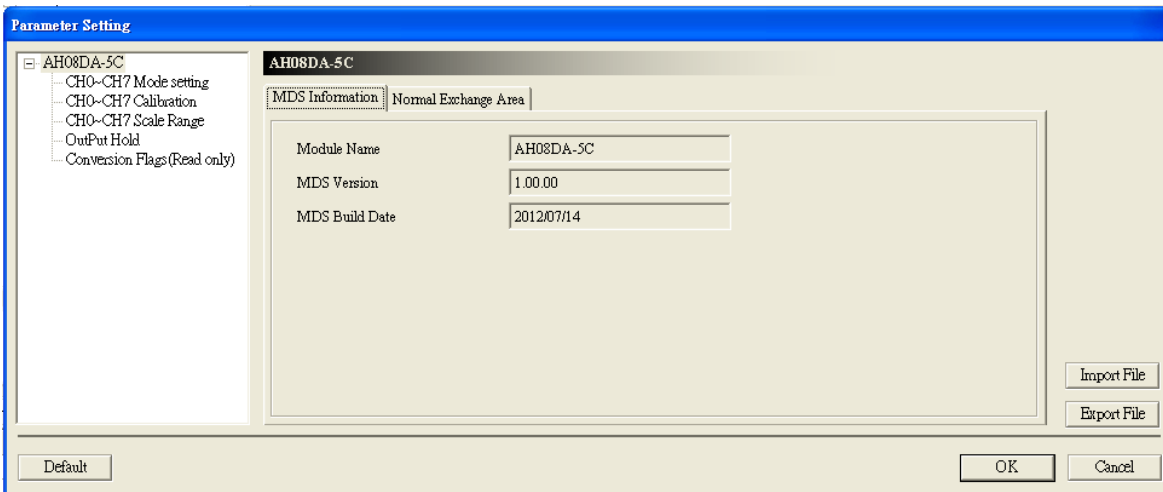 Parameter Setting
AH08DA-5C
CH0~CH7 Mode setting
CH0~CH7 Calibration
CH0~CH7 Scale Range
OutPut Hold
Conversion Flags(Read only)
AH08DA-5C
MDS Information
Normal Exchange Area
Module Name
AH08DA-5C
MDS Version
1.00.00
MDS Build Date
2012/07/14
Import File
Export File
Default
OK
Cancel